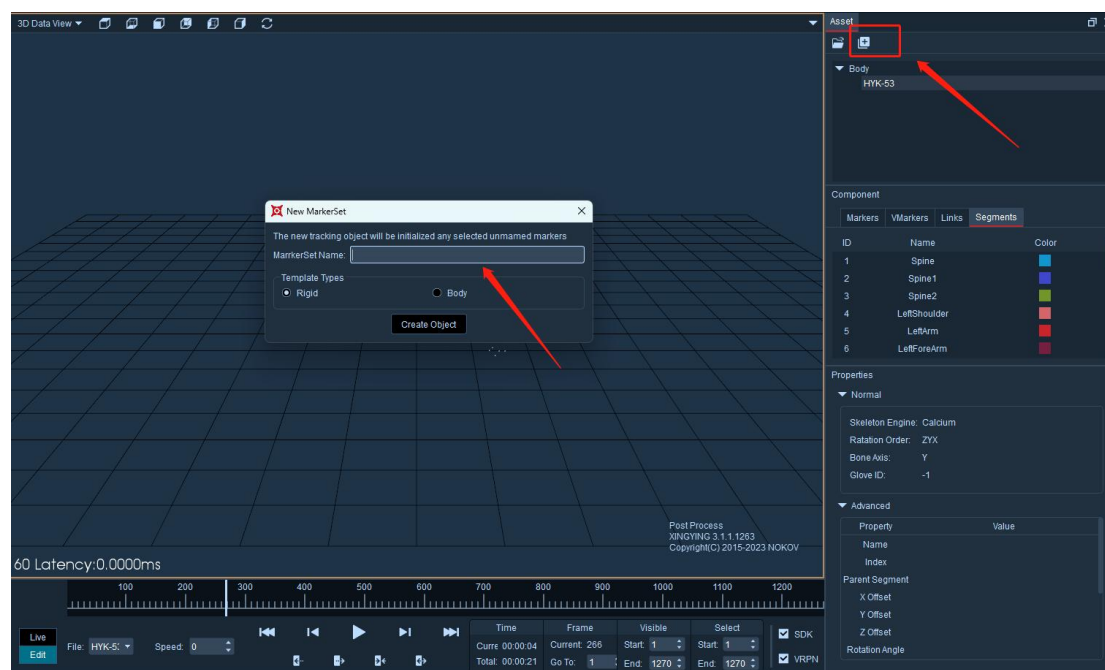 3D Data View
Asset
Body
HYK-53
New MarkerSet
The new tracking object will be initialized any selected unmamed markers
MarrkerSet Name:
Template Types
Rigid
Body
Create Object
Component
Markers VMarkers Links Segments
ID Name Color
1 Spine
2 Spine1
3 Spine2
4 LeftShoulder
5 LeftArm
6 LeftForeArm
Properties
Normal
Skeleton Engine: Calcium
Ratation Order: ZYX
Bone Axis: Y
Glove ID: -1
Advanced
Property Value
Name
Index
Parent Segment
X Offset
Y Offset
Z Offset
Rotation Angle
Post Process
XINGYING 3.1.1.1263
Copyright(C) 2015-2023 NOKOV
60 Latency:0.0000ms
100 200 300 400 500 600 700 800 900 1000 1100 1200
Live
Edit
File: HYK-5:
Speed: 0
Time Frame Visible Select
Curre 00:00:04 Current: 266 Start: 1 Start: 1
Total: 00:00:21 Go To: 1 End: 1270 End: 1270
SDK
VRPN